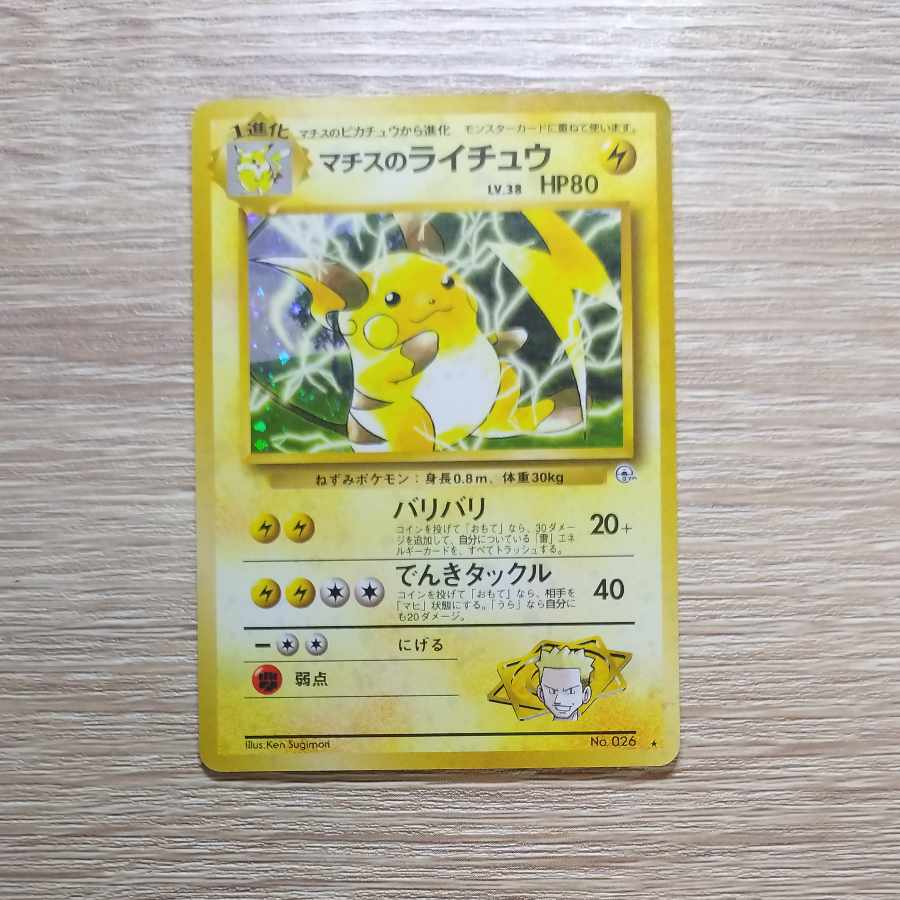 1進化 マチスのピカチュウから進化 モンスターカードに重ねて使います。
マチスのライチュウ
LV.38 HP80
ねずみポケモン：身長0.8m、体重30kg
バリバリ
コインを投げて「おもて」なら、30ダメー
ジを追加して、自分についている「雷」エネ
ルギーカードを、すべてトラッシュする。
20+
でんきタックル
コインを投げて「おもて」なら、相手を
「マヒ」状態にする。「うら」なら自分に
も20ダメージ。
40
にげる
弱点
Illus.Ken Sugimori
No. 026